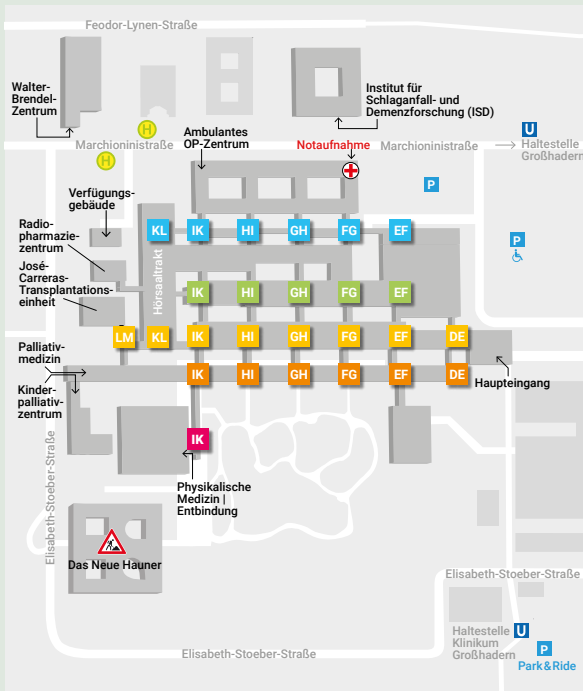 Feodor-Lynen-Straße
Walter-
Brendel-
Zentrum
Institut für
Schlaganfall- und
Demenzforschung (ISD)
H
U
Marchioninistraße
Ambulantes
OP-Zentrum
Notaufnahme
Marchioninistraße
Haltestelle
Großhadern
H
P
Verfügungs-
gebäude
Radio-
pharmazie-
zentrum
José-
Carreras-
Transplantations-
einheit
Hörsaaltrakt
KL IK HI GH FG EF
P
IK HI GH FG EF
LM KL IK HI GH FG EF DE
Palliativ-
medizin
Kinder-
palliativ-
zentrum
IK HI GH FG EF DE
Haupteingang
IK
Physikalische
Medizin |
Entbindung
Elisabeth-Stoeber-Straße
Das Neue Hauner
Elisabeth-Stoeber-Straße
Haltestelle
Klinikum
Großhadern
U
P
Park&Ride
Elisabeth-Stoeber-Straße